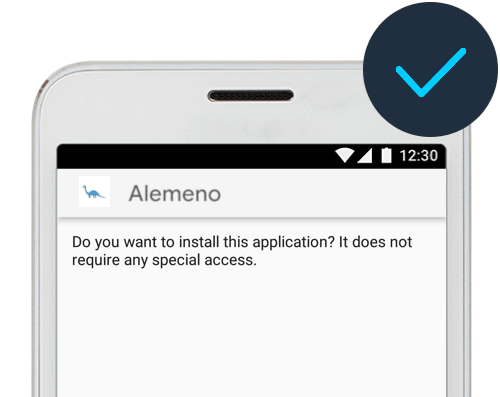 12:30
Alemeno
Do you want to install this application? It does not
require any special access.